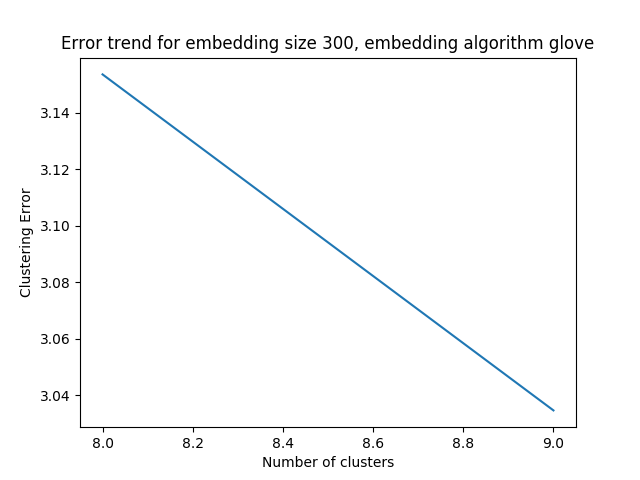 Error trend for embedding size 300, embedding algorithm glove
3.14
3.12
3.10
3.08
3.06
3.04
Clustering Error
8.0 8.2 8.4 8.6 8.8 9.0
Number of clusters